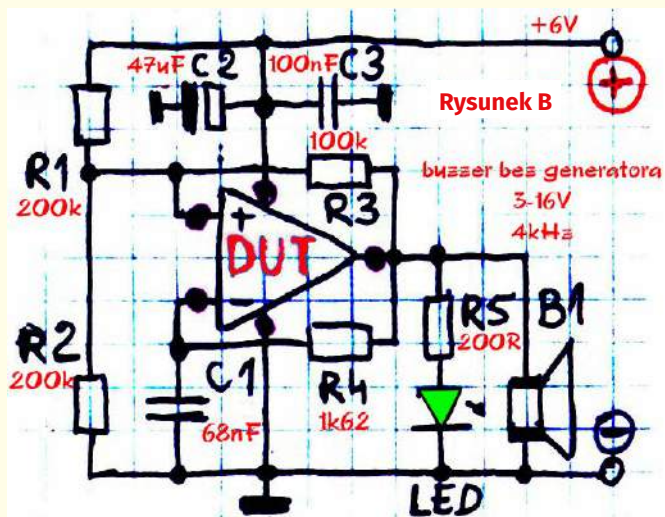 +6V
47uF C2 100nF C3
+
Rysunek B
100k
R1
200k
R3
buzzer bez generatora
3-16V
4kHz
+
DUT
-
R5
200R
B1
R2
200k
C1
68nF
R4
1k62
-
LED